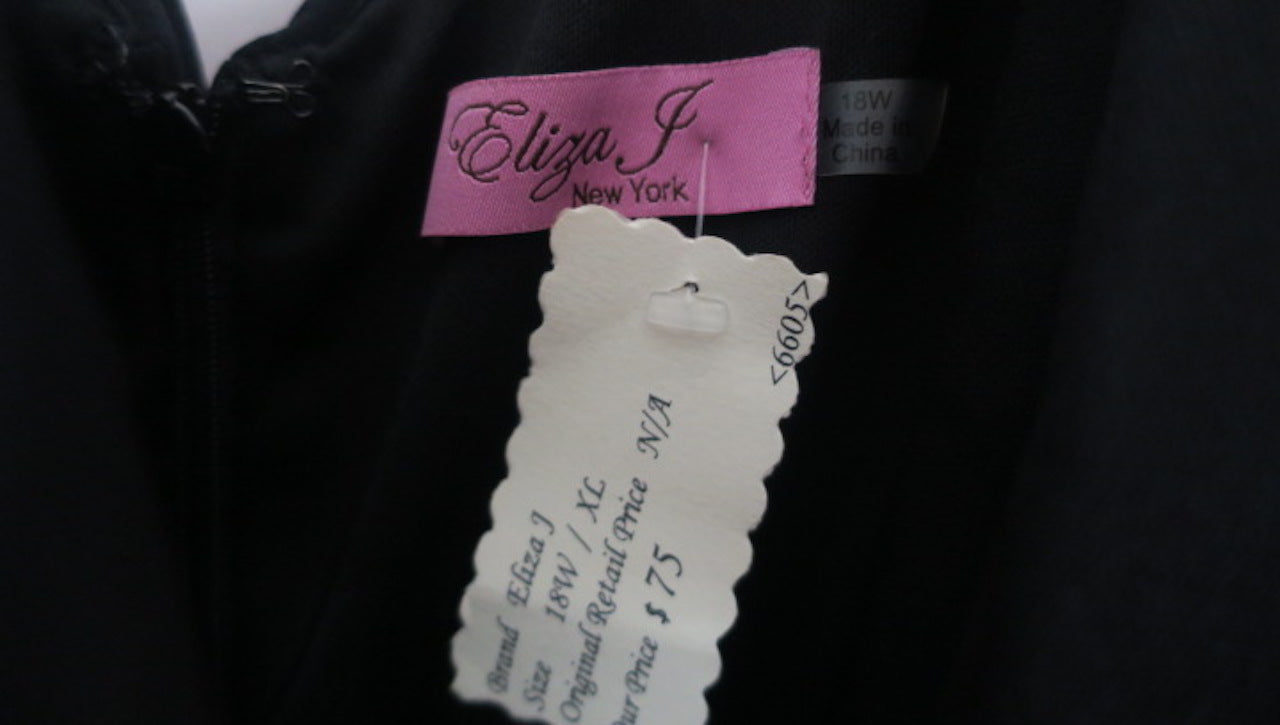 Eliza J
New York
18W
Made in
China
<6605>
Brand Eliza J
Size 18W / XL
Original Retail Price N/A
Our Price $75